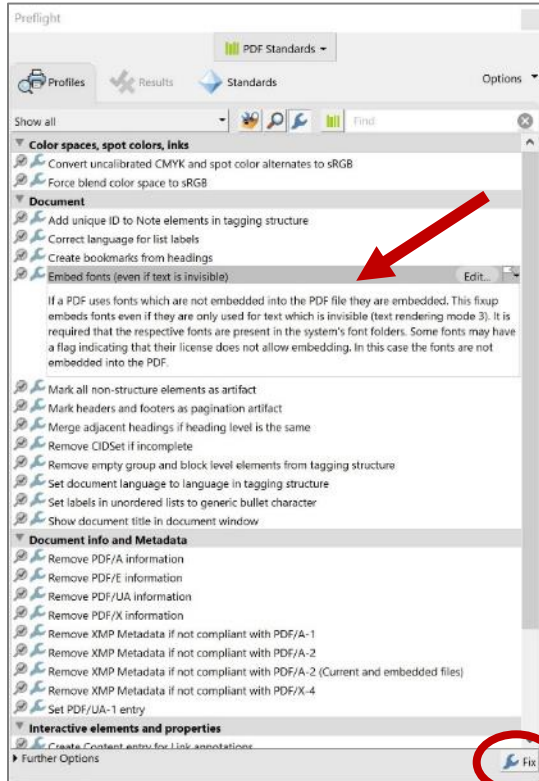 Preflight
PDF Standards
Profiles Results Standards Options
Show all Find
Color spaces, spot colors, inks
Convert uncalibrated CMYK and spot color alternates to sRGB
Force blend color space to sRGB
Document
Add unique ID to Note elements in tagging structure
Correct language for list labels
Create bookmarks from headings
Embed fonts (even if text is invisible) Edit...
If a PDF uses fonts which are not embedded into the PDF file they are embedded. This fixup
embeds fonts even if they are only used for text which is invisible (text rendering mode 3). It is
required that the respective fonts are present in the system's font folders. Some fonts may have
a flag indicating that their license does not allow embedding. In this case the fonts are not
embedded into the PDF.
Mark all non-structure elements as artifact
Mark headers and footers as pagination artifact
Merge adjacent headings if heading level is the same
Remove CIDSet if incomplete
Remove empty group and block level elements from tagging structure
Set document language to language in tagging structure
Set labels in unordered lists to generic bullet character
Show document title in document window
Document info and Metadata
Remove PDF/A information
Remove PDF/E information
Remove PDF/UA information
Remove PDF/X information
Remove XMP Metadata if not compliant with PDF/A-1
Remove XMP Metadata if not compliant with PDF/A-2
Remove XMP Metadata if not compliant with PDF/A-2 (Current and embedded files)
Remove XMP Metadata if not compliant with PDF/X-4
Set PDF/UA-1 entry
Interactive elements and properties
Create Content entry for Link annotations
Further Options Fix